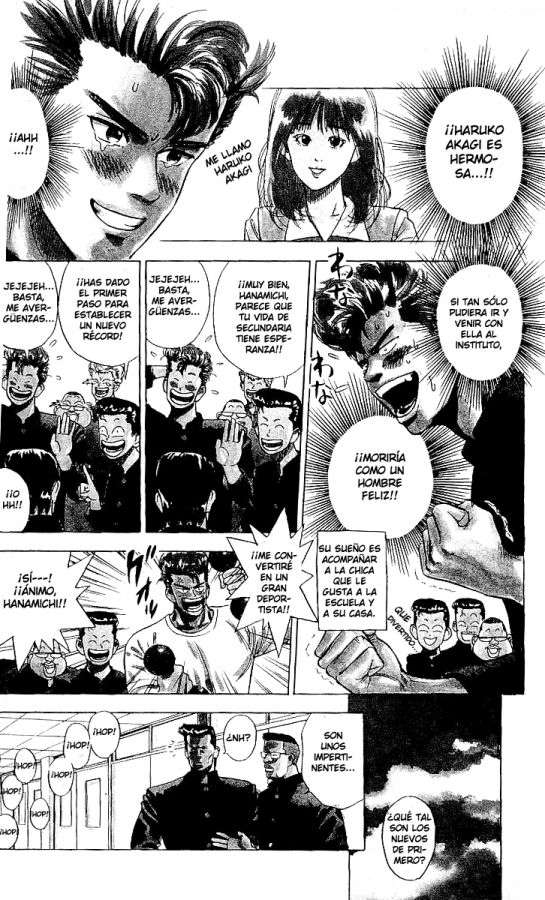 ¡¡HARUKO
AKAGI ES
HERMO-
SA...!!
ME LLAMO
HARUKO
AKAGI
¡¡AHH
...!!
SI TAN SÓLO
PUDIERA IR Y
VENIR CON
ELLA AL
INSTITUTO,
わな
わな
¡¡MORIRÍA
COMO UN
HOMBRE
FELIZ!!
SU SUEÑO ES
ACOMPAÑAR
A LA CHICA
QUE LE
GUSTA A LA
ESCUELA Y
A SU CASA.
QUE
DIVERTIDO...
¡¡MUY BIEN,
HANAMICHI,
PARECE QUE
TU VIDA DE
SECUNDARIA
TIENE ESPE-
RANZA!!
JEJEJEH...
BASTA,
ME AVER-
GÜENZAS...
¡¡HAS DADO
EL PRIMER
PASO PARA
ESTABLECER
UN NUEVO
RÉCORD!
JEJEJEH...
BASTA,
ME AVER-
GÜENZAS...
¡¡O
HH!!
¡¡ME CON-
VERTIRÉ
EN UN
GRAN
DEPOR-
TISTA!!
¡SÍ---!
¡¡ÁNIMO,
HANAMICHI!!
¿QUÉ TAL
SON LOS
NUEVOS
DE PRI-
MERO?
SON
UNOS
IMPERTI-
NENTES...
¿NH?
¡HOP!
¡HOP!
¡HOP!
¡HOP!
¡HOP!
¡HOP!
¡HOP!